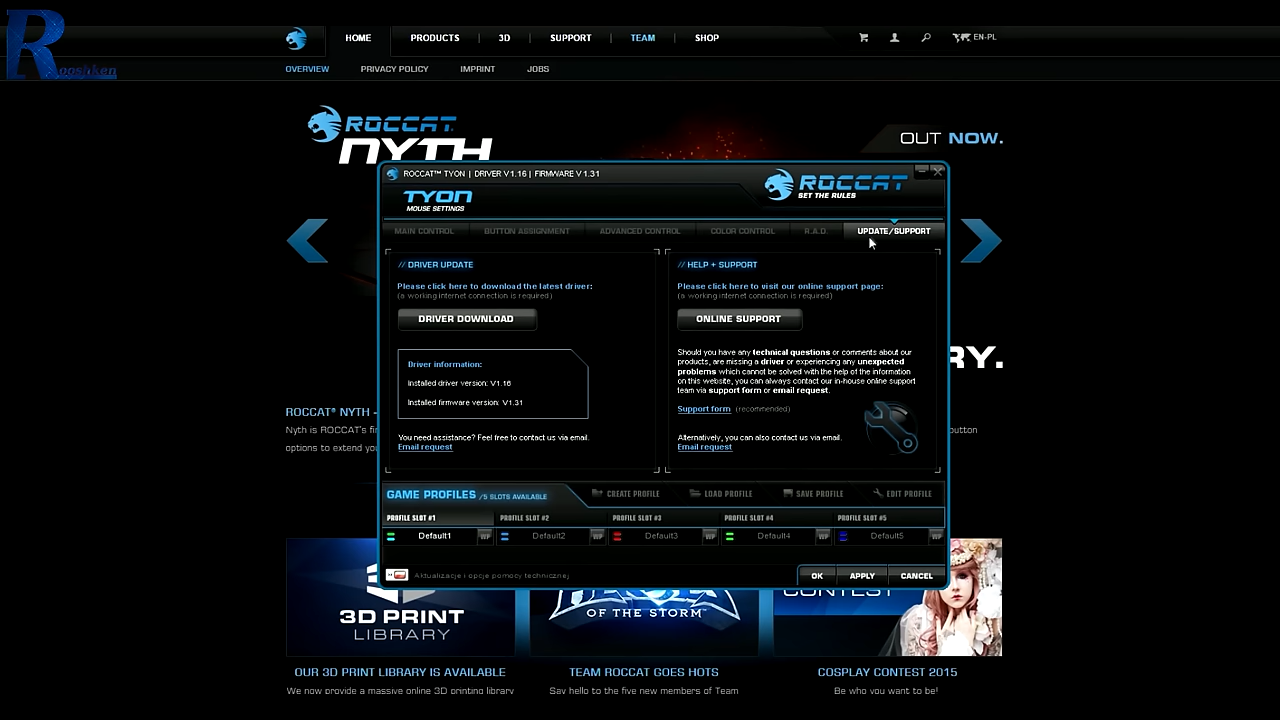 Rooshken
HOME
PRODUCTS
3D
SUPPORT
TEAM
SHOP
EN-PL
OVERVIEW
PRIVACY POLICY
IMPRINT
JOBS
ROCCAT
NYTH
OUT NOW.
ROCCAT™ TYON | DRIVER V1.16 | FIRMWARE V 1.31
TYON
MOUSE SETTINGS
ROCCAT
SET THE RULES
MAIN CONTROL
BUTTON ASSIGNMENT
ADVANCED CONTROL
COLOR CONTROL
R.A.D.
UPDATE/SUPPORT
// DRIVER UPDATE
Please click here to download the latest driver:
(a working internet connection is required)
DRIVER DOWNLOAD
Driver information:
Installed driver version: V1.16
Installed firmware version: V1.31
You need assistance? Feel free to contact us via email.
Email request
// HELP + SUPPORT
Please click here to visit our online support page:
(a working internet connection is required)
ONLINE SUPPORT
Should you have any technical questions or comments about our
products, are missing a driver or experiencing any unexpected
problems which cannot be solved with the help of the information
on this website, you can always contact our in-house online support
team via support form or email request.
Support form (recommended)
Alternatively, you can also contact us via email.
Email request
RY.
ROCCAT® NYTH -
Nyth is ROCCAT's fi
button
options to extend you
GAME PROFILES /5 SLOTS AVAILABLE
CREATE PROFILE
LOAD PROFILE
SAVE PROFILE
EDIT PROFILE
PROFILE SLOT #1
PROFILE SLOT #2
PROFILE SLOT #3
PROFILE SLOT #4
PROFILE SLOT #5
Default1 WP
Default2 WP
Default3 WP
Default4 WP
Default5 WP
Aktualizacje i opcje pomocy technicznej
OK
APPLY
CANCEL
3D PRINT
LIBRARY
OF THE STORM™
CONTEST
OUR 3D PRINT LIBRARY IS AVAILABLE
We now provide a massive online 3D printing library
TEAM ROCCAT GOES HOTS
Say hello to the five new members of Team
COSPLAY CONTEST 2015
Be who you want to be!